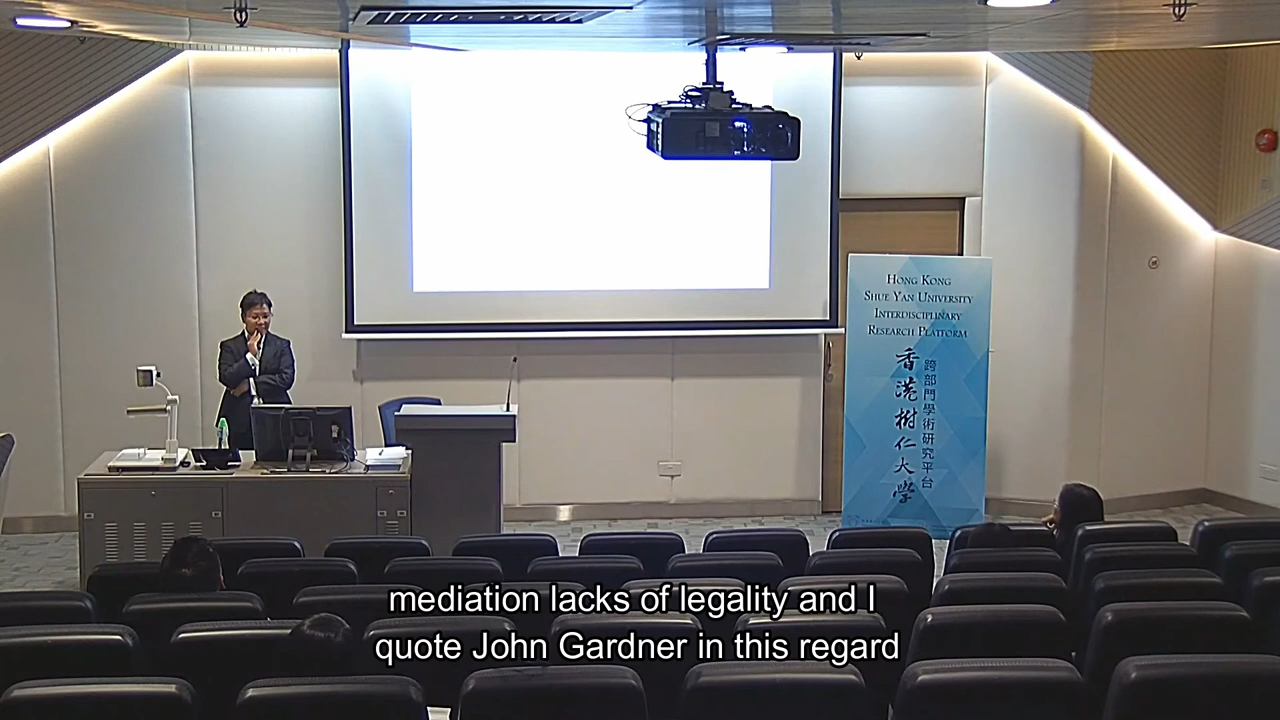 HONG KONG
SHUE YAN UNIVERSITY
INTERDISCIPLINARY
RESEARCH PLATFORM
香港樹仁大學
跨部門學術研究平台
mediation lacks of legality and I
quote John Gardner in this regard